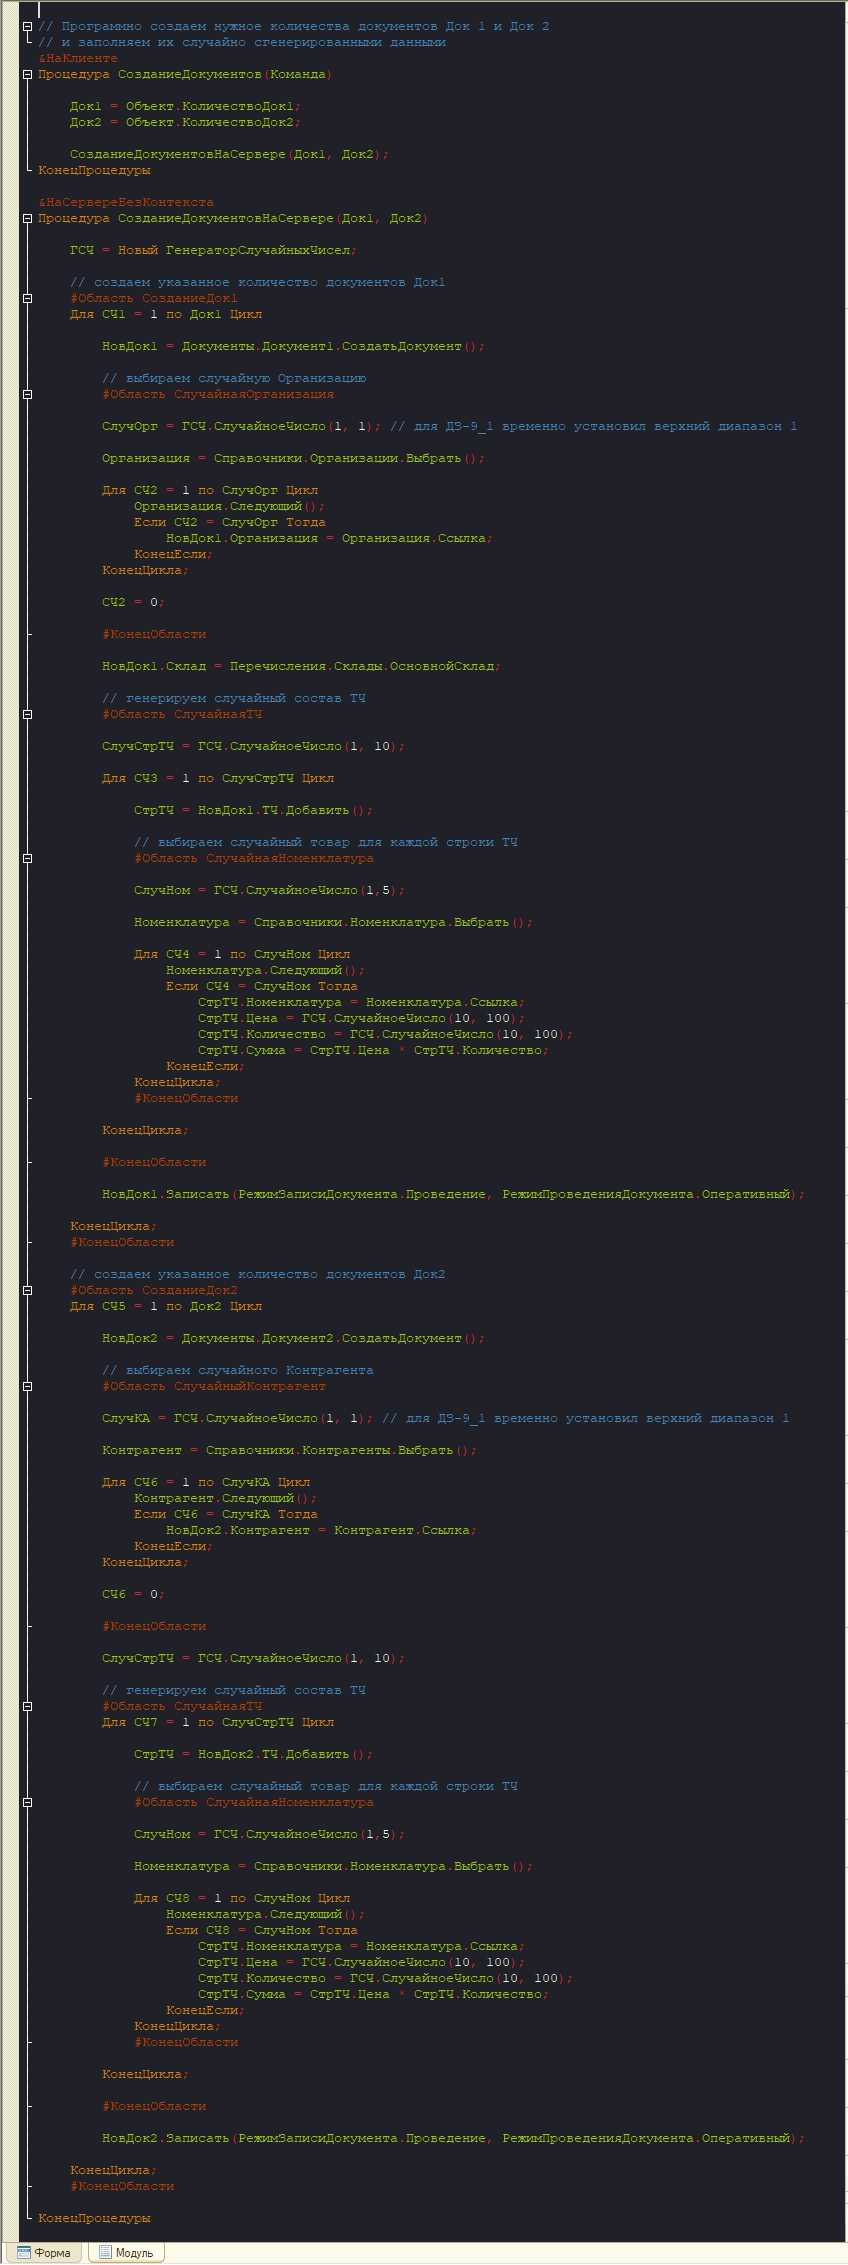 // Программно создаем нужное количества документов Док 1 и Док 2
// и заполняем их случайно сгенерированными данными
&НаКлиенте
Процедура СозданиеДокументов(Команда)
Док1 = Объект.КоличествоДок1;
Док2 = Объект.КоличествоДок2;
СозданиеДокументовНаСервере(Док1, Док2);
КонецПроцедуры
&НаСервереБезКонтекста
Процедура СозданиеДокументовНаСервере(Док1, Док2)
ГСЧ = Новый ГенераторСлучайныхЧисел;
// создаем указанное количество документов Док1
#Область СозданиеДок1
Для СЧ1 = 1 по Док1 Цикл
НовДок1 = Документы.Документ1.СоздатьДокумент();
// выбираем случайную Организацию
#Область СлучайнаяОрганизация
СлучОрг = ГСЧ.СлучайноеЧисло(1, 1); // для ДЗ-9_1 временно установил верхний диапазон 1
Организация = Справочники.Организации.Выбрать();
Для СЧ2 = 1 по СлучОрг Цикл
Организация.Следующий();
Если СЧ2 = СлучОрг Тогда
НовДок1.Организация = Организация.Ссылка;
КонецЕсли;
КонецЦикла;
СЧ2 = 0;
#КонецОбласти
НовДок1.Склад = Перечисления.Склады.ОсновнойСклад;
// генерируем случайный состав ТЧ
#Область СлучайнаяТЧ
СлучСтрТЧ = ГСЧ.СлучайноеЧисло(1, 10);
Для СЧ3 = 1 по СлучСтрТЧ Цикл
СтрТЧ = НовДок1.ТЧ.Добавить();
// выбираем случайный товар для каждой строки ТЧ
#Область СлучайнаяНоменклатура
СлучНом = ГСЧ.СлучайноеЧисло(1,5);
Номенклатура = Справочники.Номенклатура.Выбрать();
Для СЧ4 = 1 по СлучНом Цикл
Номенклатура.Следующий();
Если СЧ4 = СлучНом Тогда
СтрТЧ.Номенклатура = Номенклатура.Ссылка;
СтрТЧ.Цена = ГСЧ.СлучайноеЧисло(10, 100);
СтрТЧ.Количество = ГСЧ.СлучайноеЧисло(10, 100);
СтрТЧ.Сумма = СтрТЧ.Цена * СтрТЧ.Количество;
КонецЕсли;
КонецЦикла;
#КонецОбласти
КонецЦикла;
#КонецОбласти
НовДок1.Записать(РежимЗаписиДокумента.Проведение, РежимПроведенияДокумента.Оперативный);
КонецЦикла;
#КонецОбласти
// создаем указанное количество документов Док2
#Область СозданиеДок2
Для СЧ5 = 1 по Док2 Цикл
НовДок2 = Документы.Документ2.СоздатьДокумент();
// выбираем случайного Контрагента
#Область СлучайныйКонтрагент
СлучКА = ГСЧ.СлучайноеЧисло(1, 1); // для ДЗ-9_1 временно установил верхний диапазон 1
Контрагент = Справочники.Контрагенты.Выбрать();
Для СЧ6 = 1 по СлучКА Цикл
Контрагент.Следующий();
Если СЧ6 = СлучКА Тогда
НовДок2.Контрагент = Контрагент.Ссылка;
КонецЕсли;
КонецЦикла;
СЧ6 = 0;
#КонецОбласти
СлучСтрТЧ = ГСЧ.СлучайноеЧисло(1, 10);
// генерируем случайный состав ТЧ
#Область СлучайнаяТЧ
Для СЧ7 = 1 по СлучСтрТЧ Цикл
СтрТЧ = НовДок2.ТЧ.Добавить();
// выбираем случайный товар для каждой строки ТЧ
#Область СлучайнаяНоменклатура
СлучНом = ГСЧ.СлучайноеЧисло(1,5);
Номенклатура = Справочники.Номенклатура.Выбрать();
Для СЧ8 = 1 по СлучНом Цикл
Номенклатура.Следующий();
Если СЧ8 = СлучНом Тогда
СтрТЧ.Номенклатура = Номенклатура.Ссылка;
СтрТЧ.Цена = ГСЧ.СлучайноеЧисло(10, 100);
СтрТЧ.Количество = ГСЧ.СлучайноеЧисло(10, 100);
СтрТЧ.Сумма = СтрТЧ.Цена * СтрТЧ.Количество;
КонецЕсли;
КонецЦикла;
#КонецОбласти
КонецЦикла;
#КонецОбласти
НовДок2.Записать(РежимЗаписиДокумента.Проведение, РежимПроведенияДокумента.Оперативный);
КонецЦикла;
#КонецОбласти
КонецПроцедуры
Форма Модуль